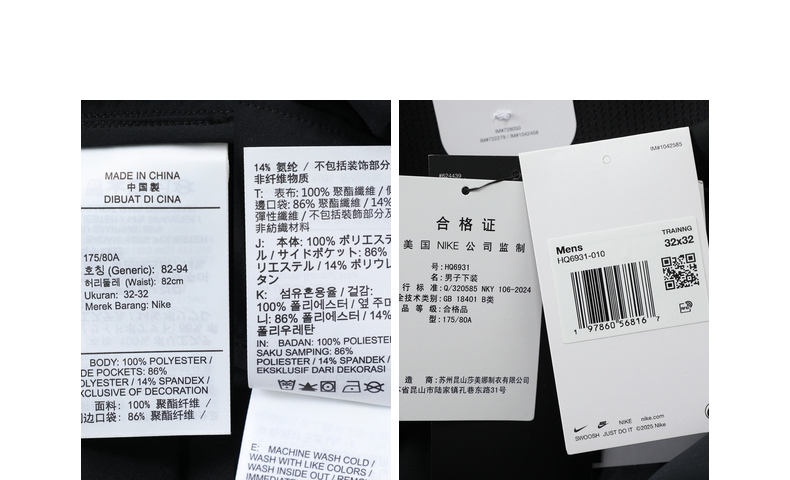 MADE IN CHINA
中国製
DIBUAT DI CINA
175/80A
호칭 (Generic): 82-94
허리둘레 (Waist): 82cm
Ukuran: 32-32
Merek Barang: Nike
BODY: 100% POLYESTER /
DE POCKETS: 86%
OLYESTER / 14% SPANDEX /
XCLUSIVE OF DECORATION
面料: 100% 聚酯纤维 /
边口袋: 86% 聚酯纤维 /
14% 氨纶 / 不包括装饰部分
非纤维物质
T: 表布: 100% 聚酯纖維 /
邊口袋: 86% 聚酯纖維 / 14%
彈性纖維 / 不包括裝飾部分及
非紡織材料
J: 本体: 100% ポリエステ
ル / サイドポケット: 86%
リエステル / 14% ポリウレ
タン
K: 섬유혼용율 / 겉감:
100% 폴리에스터 / 옆 주머
니: 86% 폴리에스터 / 14%
폴리우레탄
IN: BADAN: 100% POLIESTER
SAKU SAMPING: 86%
POLIESTER / 14% SPANDEK /
EKSKLUSIF DARI DEKORASI
E: MACHINE WASH COLD /
WASH WITH LIKE COLORS /
WASH INSIDE OUT / REMO
IMMEDIATE
#624439
合格证
美国 NIKE 公司监制
号: HQ6931
名: 男子下装
行标准: Q/320585 NKY 106-2024
全技术类别: GB 18401 B类
品等级: 合格品
型: 175/80A
造商: 苏州昆山莎美娜制衣有限公司
省昆山市陆家镇孔巷东路31号
IM#1042585
TRAINNG
32x32
Mens
HQ6931-010
1 97860 56816 7
NIKE nike.com
SWOOSH JUST DO IT ©2025 Nike